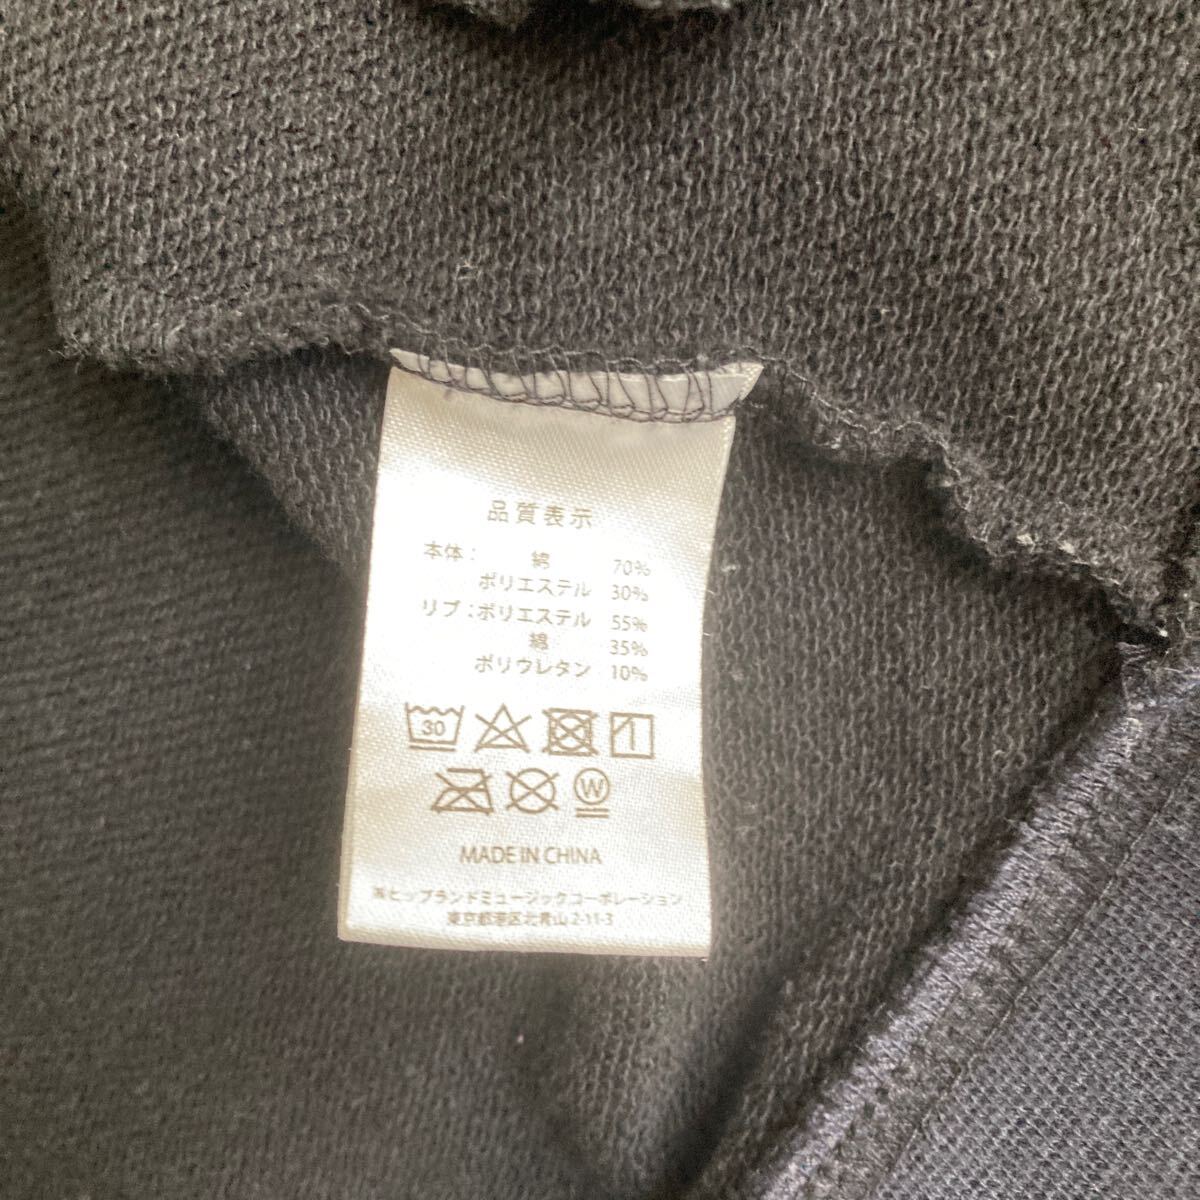 品質表示
本体： 綿 70%
ポリエステル 30%
リブ：ポリエステル 55%
綿 35%
ポリウレタン 10%
30
W
MADE IN CHINA
㈱ヒップランドミュージックコーポレーション
東京都港区北青山2-11-3